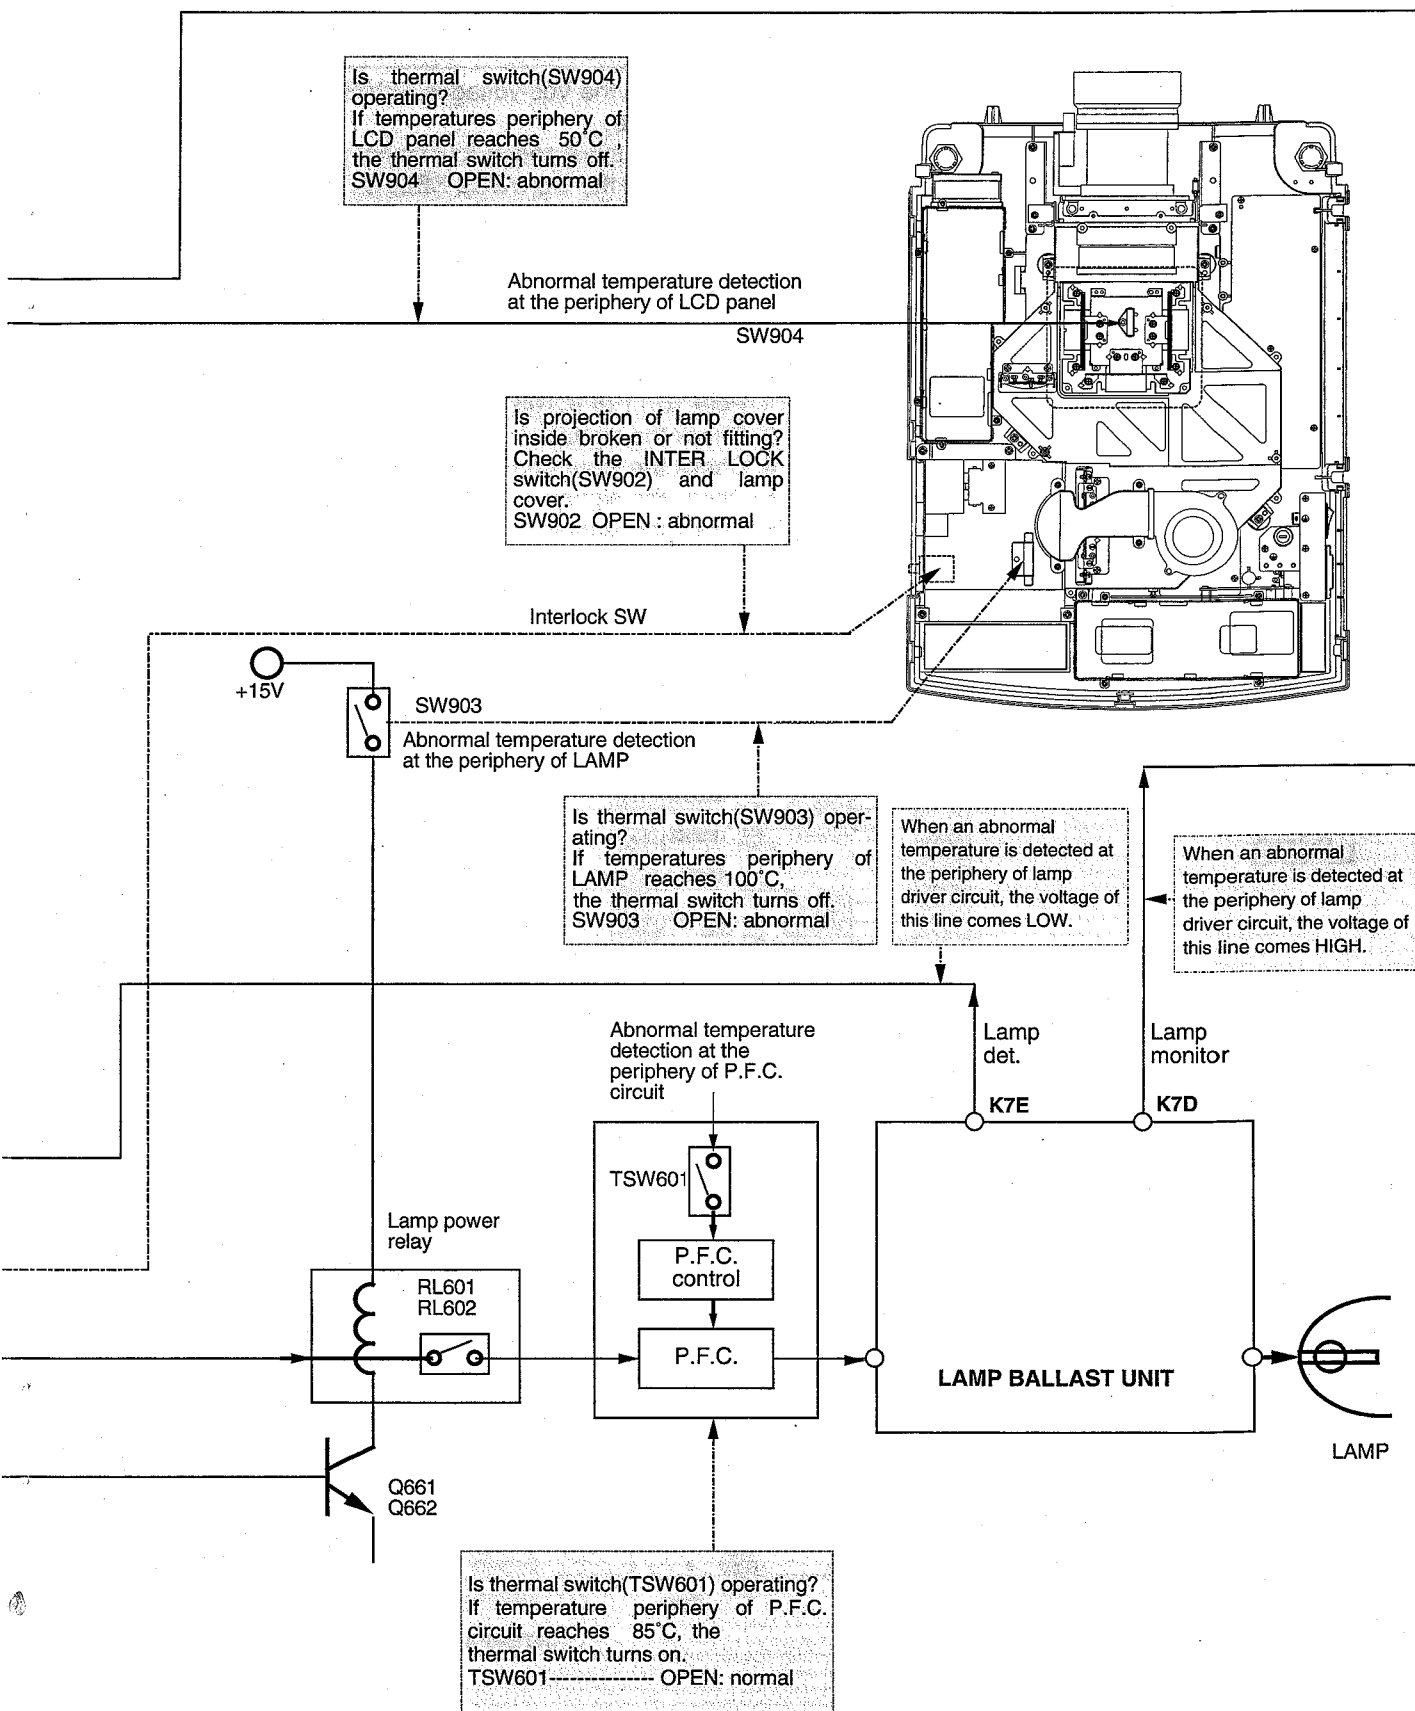 Is thermal switch(SW904)
operating?
If temperatures periphery of
LCD panel reaches 50°C ,
the thermal switch turns off.
SW904 OPEN: abnormal
Abnormal temperature detection
at the periphery of LCD panel
SW904
Is projection of lamp cover
inside broken or not fitting?
Check the INTER LOCK
switch(SW902) and lamp
cover.
SW902 OPEN : abnormal
Interlock SW
+15V
SW903
Abnormal temperature detection
at the periphery of LAMP
Is thermal switch(SW903) oper-
ating?
If temperatures periphery of
LAMP reaches 100°C,
the thermal switch turns off.
SW903 OPEN: abnormal
When an abnormal
temperature is detected at
the periphery of lamp
driver circuit, the voltage of
this line comes LOW.
When an abnormal
temperature is detected at
the periphery of lamp
driver circuit, the voltage of
this line comes HIGH.
Abnormal temperature
detection at the
periphery of P.F.C.
circuit
Lamp
det.
Lamp
monitor
K7E
K7D
TSW601
Lamp power
relay
P.F.C.
control
RL601
RL602
P.F.C.
LAMP BALLAST UNIT
LAMP
Q661
Q662
Is thermal switch(TSW601) operating?
If temperature periphery of P.F.C.
circuit reaches 85°C, the
thermal switch turns on.
TSW601--------------- OPEN: normal